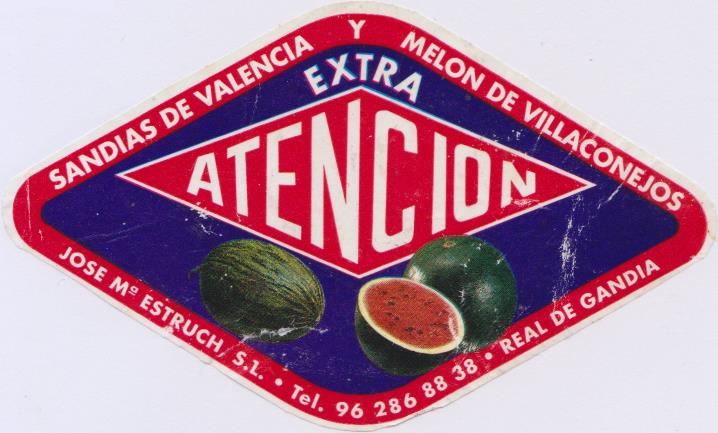 SANDIAS DE VALENCIA Y MELON DE VILLACONEJOS
EXTRA
ATENCION
JOSE Mª ESTRUCH, S.L. • Tel. 96 286 88 38 • REAL DE GANDIA